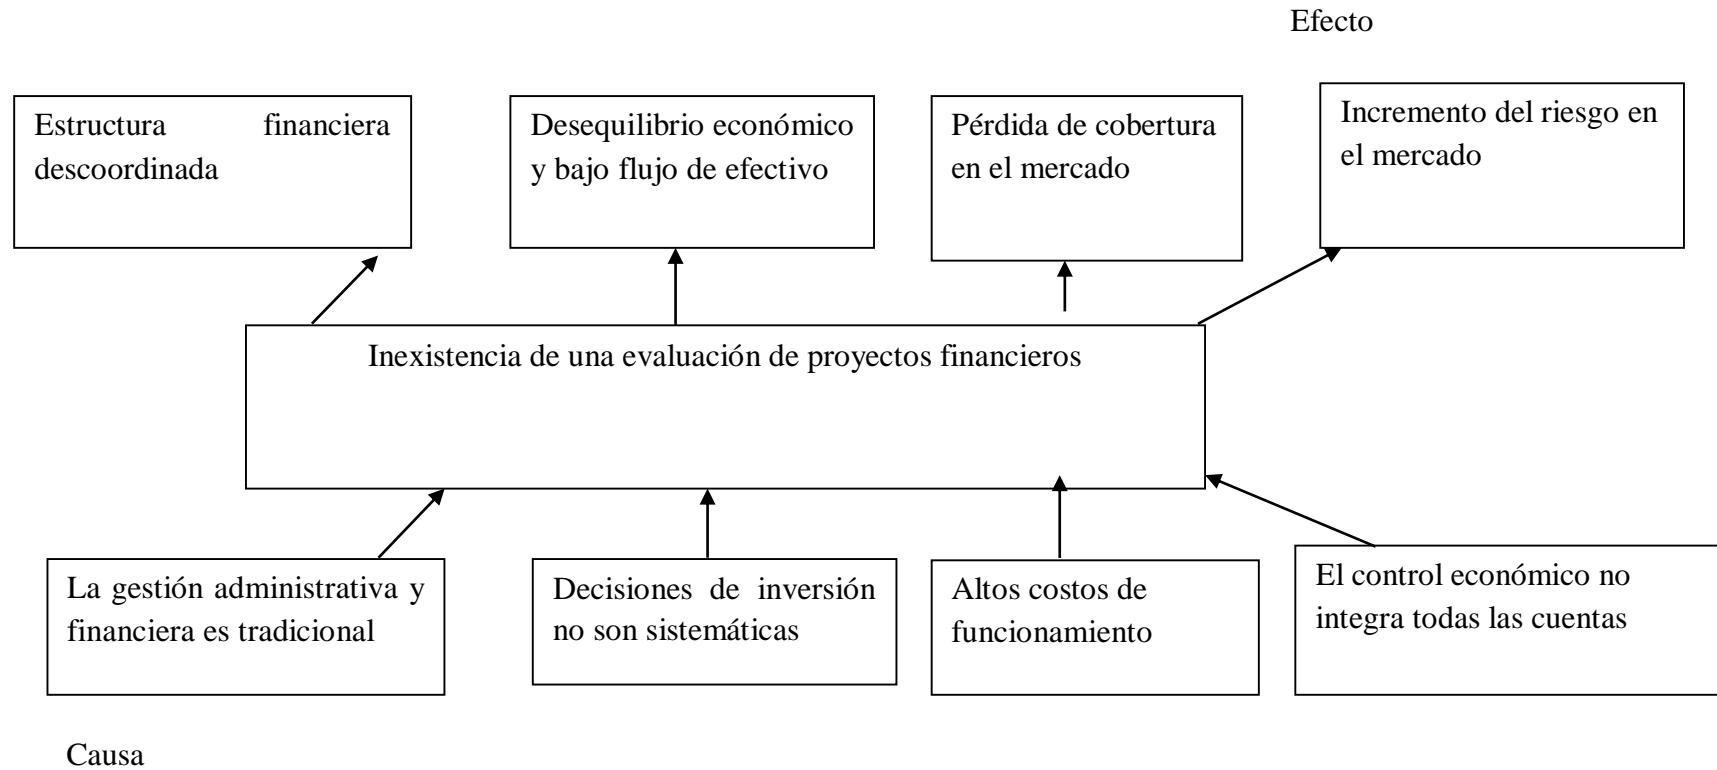 Efecto
Estructura financiera
descoordinada
Desequilibrio económico
y bajo flujo de efectivo
Pérdida de cobertura
en el mercado
Incremento del riesgo en
el mercado
Inexistencia de una evaluación de proyectos financieros
La gestión administrativa y
financiera es tradicional
Decisiones de inversión
no son sistemáticas
Altos costos de
funcionamiento
El control económico no
integra todas las cuentas
Causa